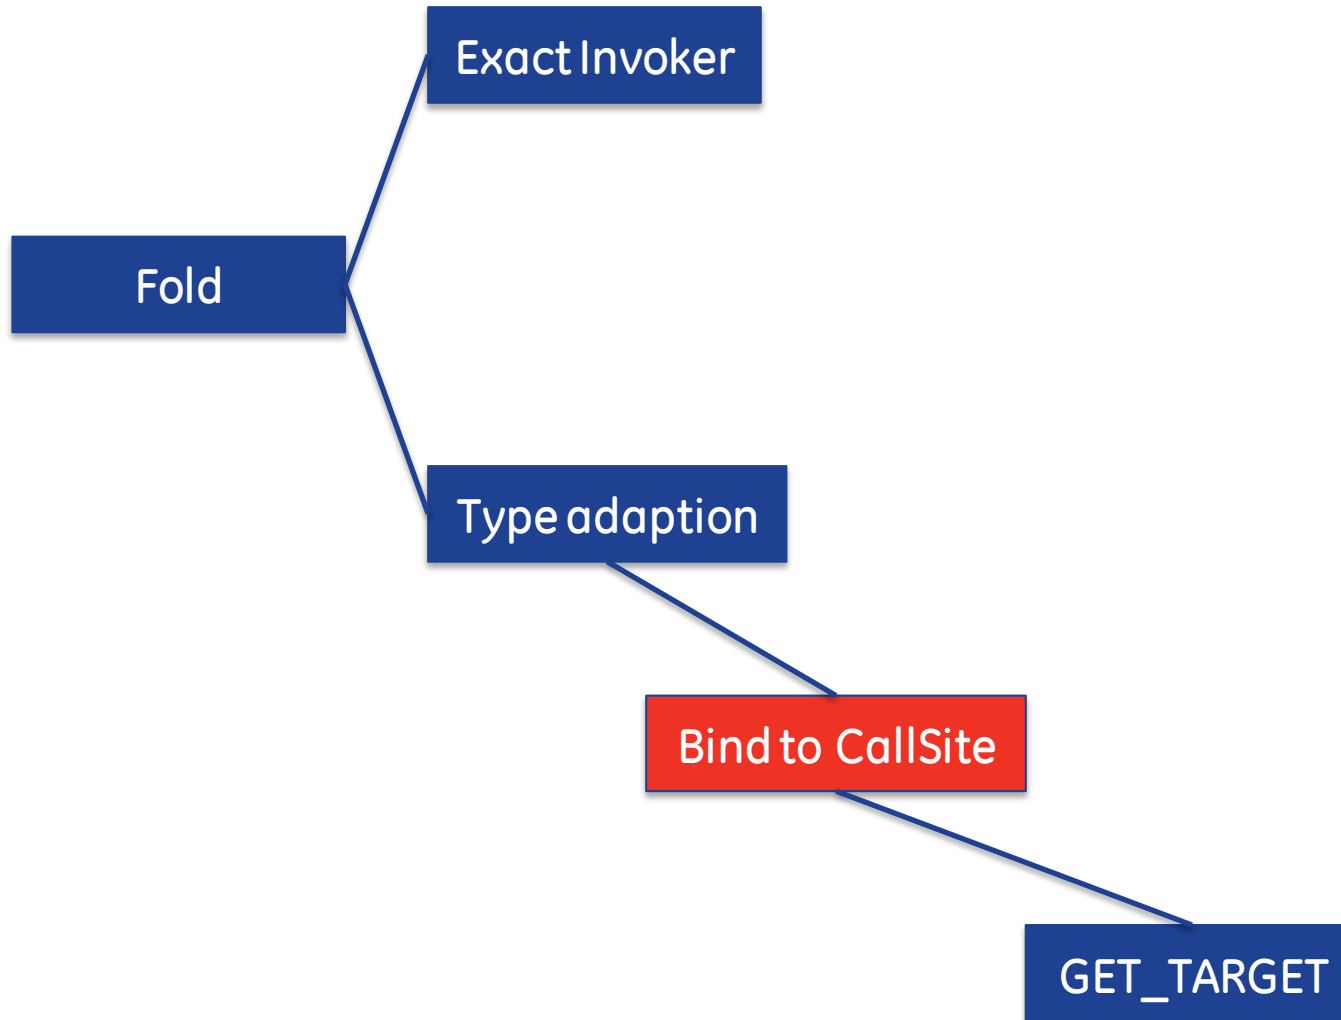 Exact Invoker
Fold
Type adaption
Bind to CallSite
GET_TARGET